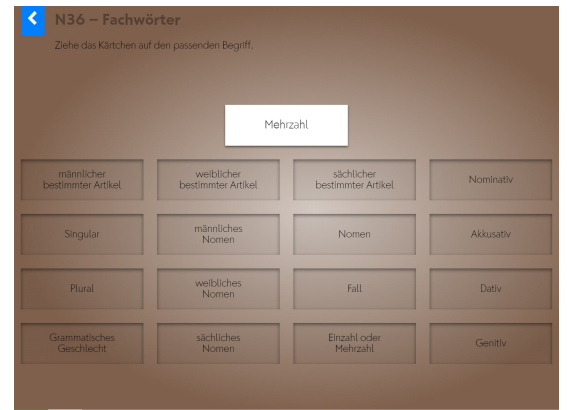 N36 – Fachwörter
Ziehe das Kärtchen auf den passenden Begriff.
Mehrzahl
männlicher
bestimmter Artikel
weiblicher
bestimmter Artikel
sächlicher
bestimmter Artikel
Nominativ
Singular
männliches
Nomen
Nomen
Akkusativ
Plural
weibliches
Nomen
Fall
Dativ
Grammatisches
Geschlecht
sächliches
Nomen
Einzahl oder
Mehrzahl
Genitiv